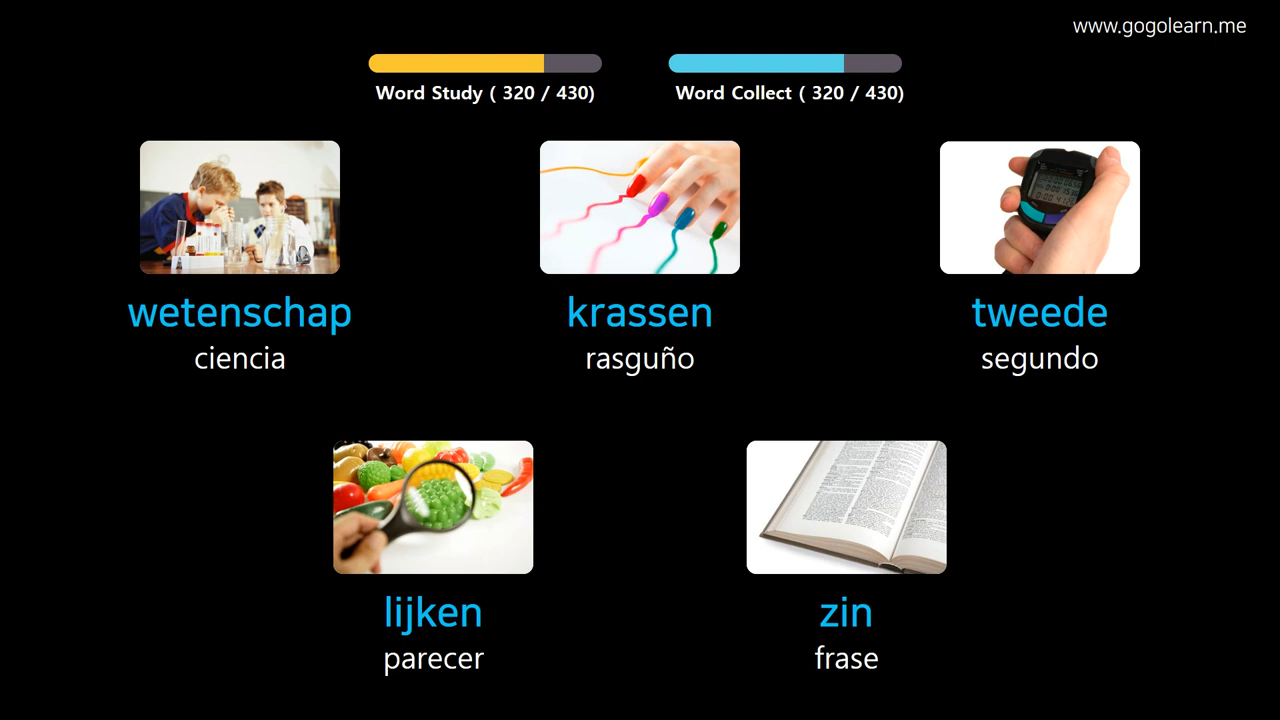 www.gogolearn.me
Word Study ( 320 / 430)
Word Collect ( 320 / 430)
wetenschap
ciencia
krassen
rasguño
tweede
segundo
lijken
parecer
zin
frase